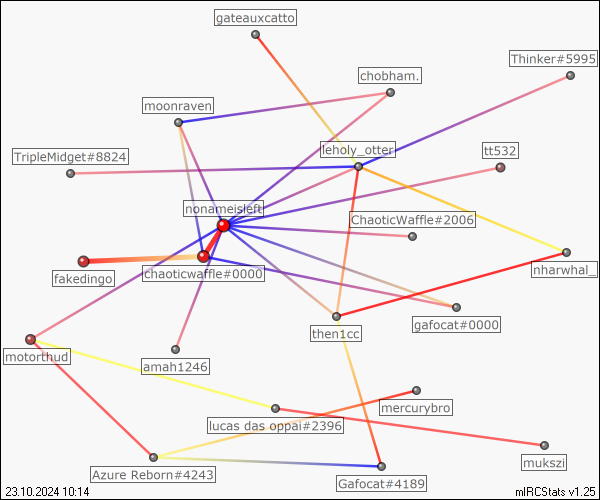 gateauxcatto
Thinker#5995
chobham.
moonraven
leholy_otter
tt532
TripleMidget#8824
nonameisleft
ChaoticWaffle#2006
chaoticwaffle#0000
nharwhal_
fakedingo
gafocat#0000
then1cc
motorthud
amah1246
mercurybro
lucas das oppai#2396
mukszi
Azure Reborn#4243
Gafocat#4189
23.10.2024 10:14
mIRCStats v1.25